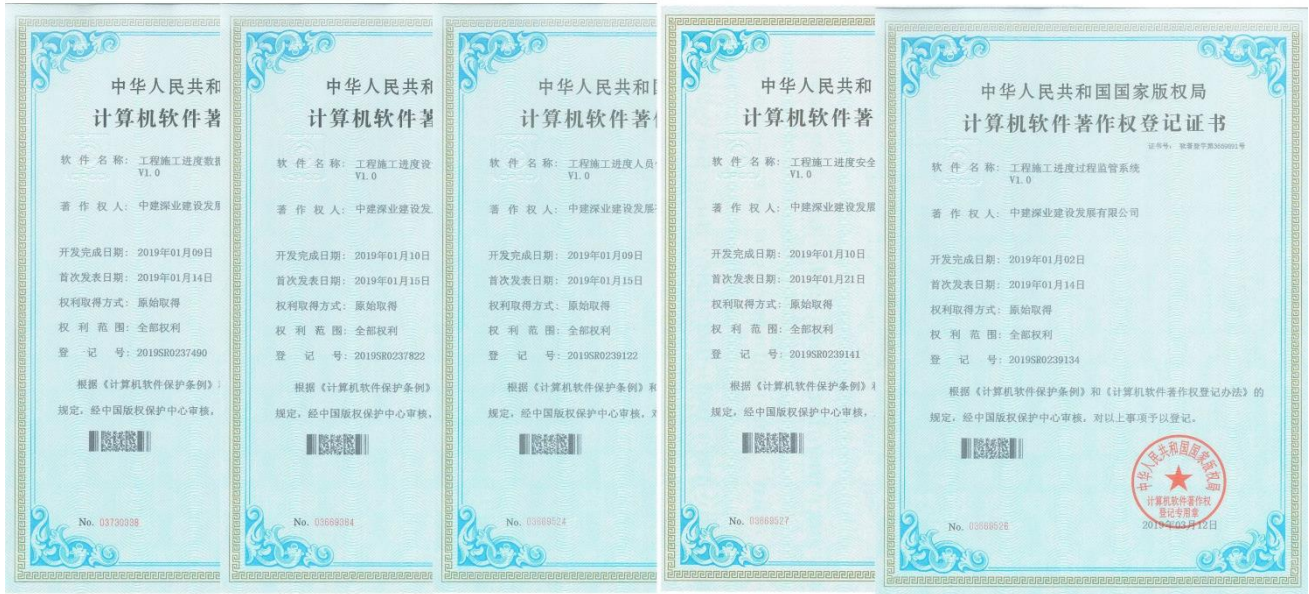 中华人民共和
计算机软件著
软件名称: 工程施工进度数据
V1.0
著作权人: 中建深业建设发展
开发完成日期: 2019年01月09日
首次发表日期: 2019年01月14日
权利取得方式: 原始取得
权利范围: 全部权利
登记号: 2019SR0237490
根据《计算机软件保护条例》
规定，经中国版权保护中心审核，
No.
中华人民共和
计算机软件著
软件名称: 工程施工进度设
V1.0
著作权人: 中建深业建设发
开发完成日期: 2019年01月10日
首次发表日期: 2019年01月15日
权利取得方式: 原始取得
权利范围: 全部权利
登记号: 2019SR0237822
根据《计算机软件保护条例》
规定，经中国版权保护中心审核，
No. 03669364
中华人民共和
计算机软件著
软件名称: 工程施工进度人员
V1.0
著作权人: 中建深业建设发展
开发完成日期: 2019年01月09日
首次发表日期: 2019年01月15日
权利取得方式: 原始取得
权利范围: 全部权利
登记号: 2019SR0239122
根据《计算机软件保护条例》和
规定，经中国版权保护中心审核，对
No. 03669524
中华人民共和
计算机软件著
软件名称: 工程施工进度安全
V1.0
著作权人: 中建深业建设发展
开发完成日期: 2019年01月10日
首次发表日期: 2019年01月21日
权利取得方式: 原始取得
权利范围: 全部权利
登记号: 2019SR0239141
根据《计算机软件保护条例》
规定，经中国版权保护中心审核，
No. 03669527
中华人民共和国国家版权局
计算机软件著作权登记证书
证书号: 软著登字第3659891号
软件名称: 工程施工进度过程监管系统
V1.0
著作权人: 中建深业建设发展有限公司
开发完成日期: 2019年01月02日
首次发表日期: 2019年01月14日
权利取得方式: 原始取得
权利范围: 全部权利
登记号: 2019SR0239134
根据《计算机软件保护条例》和《计算机软件著作权登记办法》的
规定，经中国版权保护中心审核，对以上事项予以登记。
中华人民共和国国家版权局
计算机软件著作权
登记专用章
2019年03月12日
No. 03669526